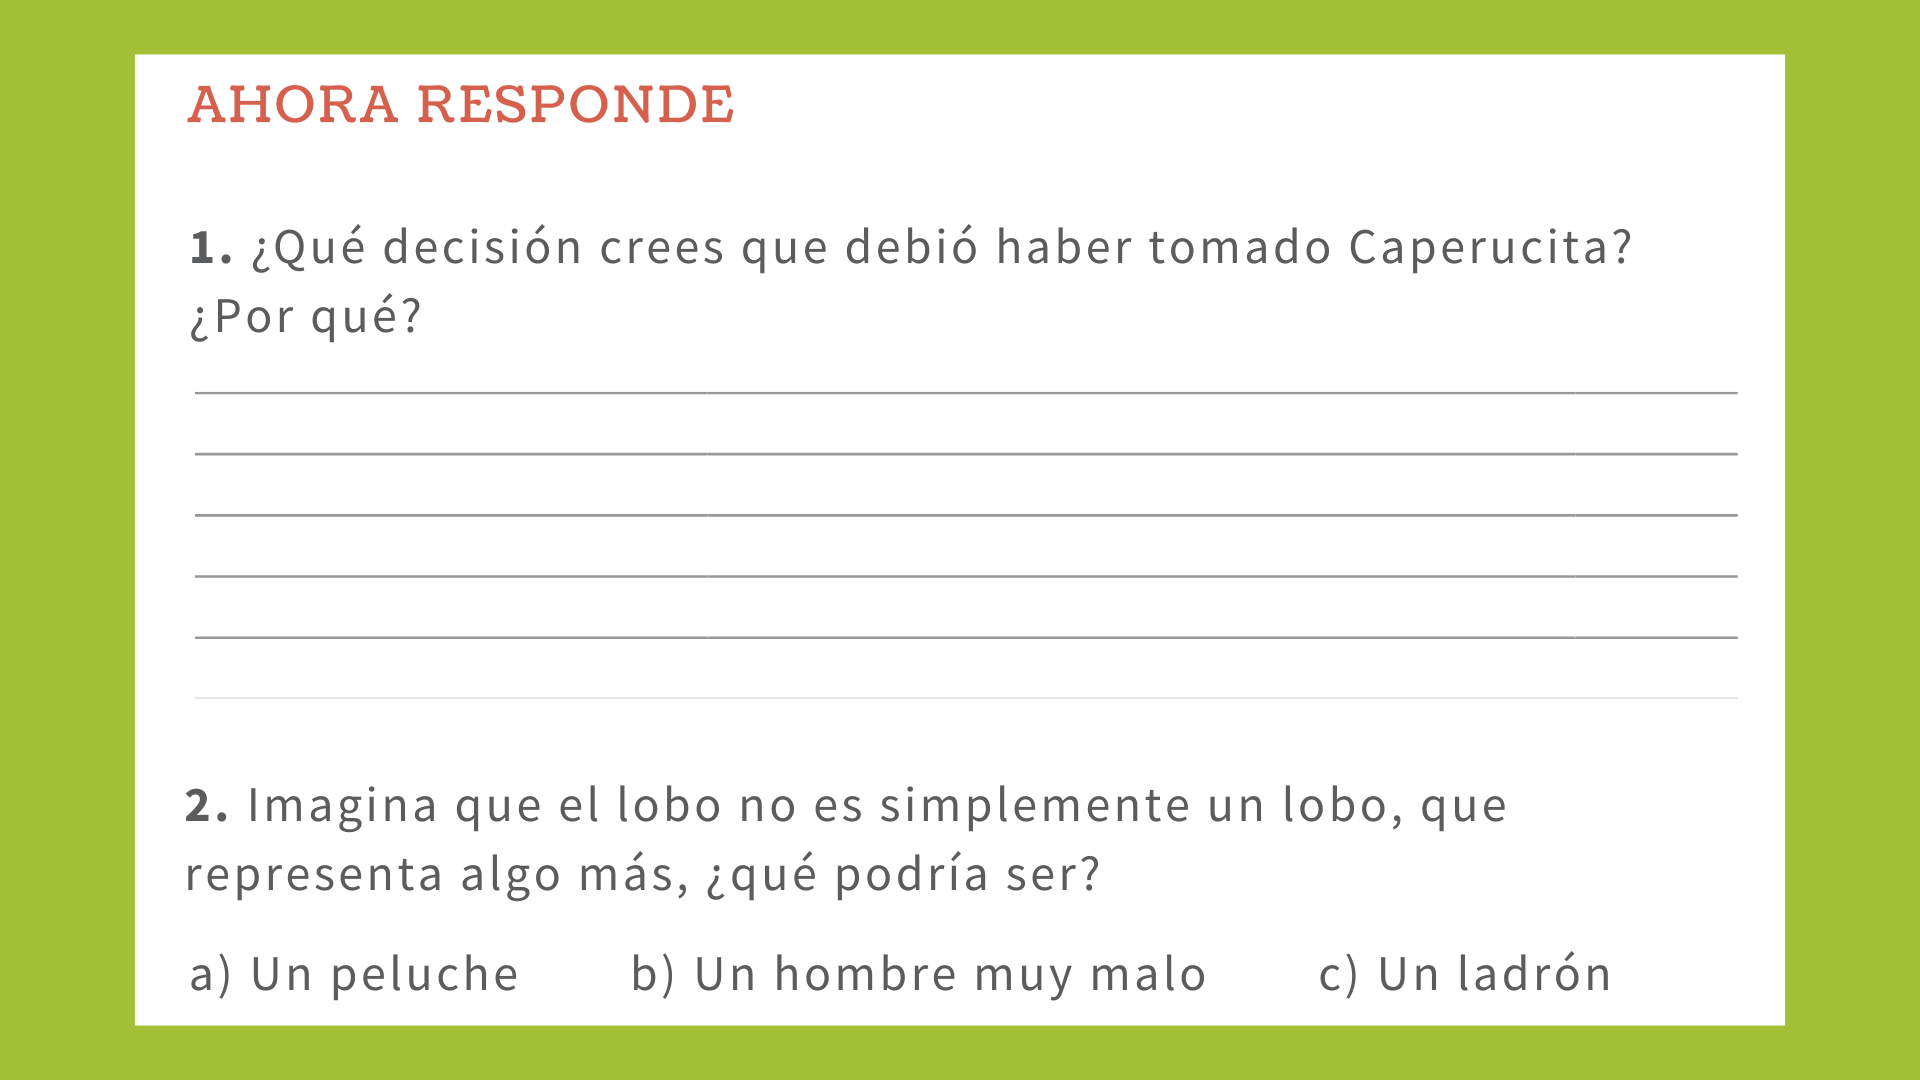 AHORA RESPONDE
1. ¿Qué decisión crees que debió haber tomado Caperucita?
¿Por qué?
2. Imagina que el lobo no es simplemente un lobo, que
representa algo más, ¿qué podría ser?
a) Un peluche b) Un hombre muy malo c) Un ladrón